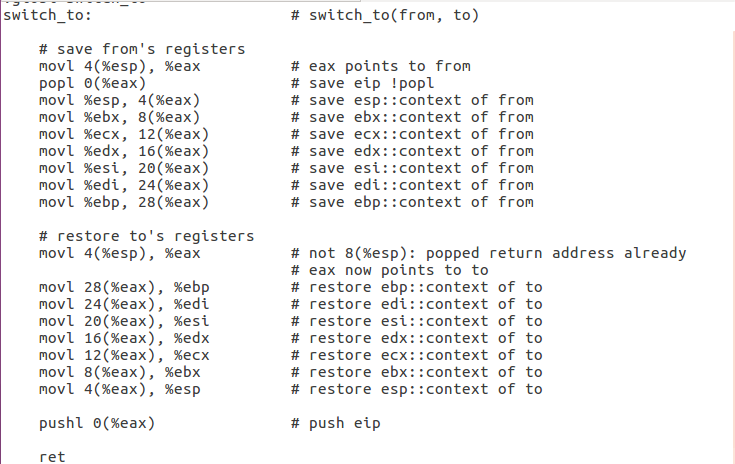 switch_to: # switch_to(from, to)
# save from's registers
movl 4(%esp), %eax # eax points to from
popl 0(%eax) # save eip !popl
movl %esp, 4(%eax) # save esp::context of from
movl %ebx, 8(%eax) # save ebx::context of from
movl %ecx, 12(%eax) # save ecx::context of from
movl %edx, 16(%eax) # save edx::context of from
movl %esi, 20(%eax) # save esi::context of from
movl %edi, 24(%eax) # save edi::context of from
movl %ebp, 28(%eax) # save ebp::context of from
# restore to's registers
movl 4(%esp), %eax # not 8(%esp): popped return address already
# eax now points to to
movl 28(%eax), %ebp # restore ebp::context of to
movl 24(%eax), %edi # restore edi::context of to
movl 20(%eax), %esi # restore esi::context of to
movl 16(%eax), %edx # restore edx::context of to
movl 12(%eax), %ecx # restore ecx::context of to
movl 8(%eax), %ebx # restore ebx::context of to
movl 4(%eax), %esp # restore esp::context of to
pushl 0(%eax) # push eip
ret